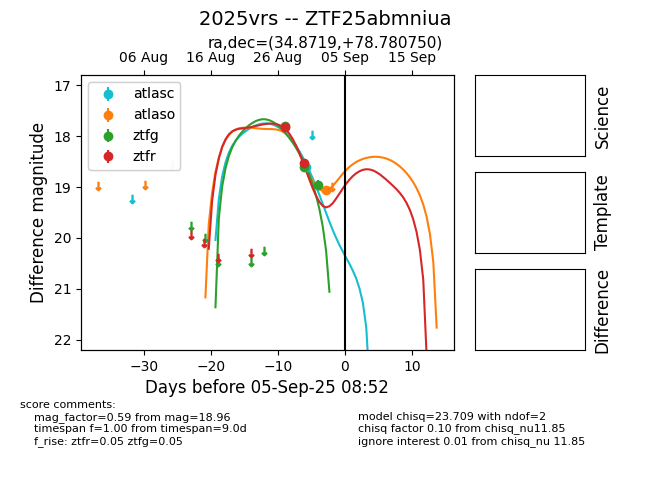 2025vrs -- ZTF25abmniua
ra,dec=(34.8719,+78.780750)
06 Aug 16 Aug 26 Aug 05 Sep 15 Sep
atlasc
atlaso
ztfg
ztfr
17
18
19
20
21
22
Difference magnitude
−30 −20 −10 0 10
Days before 05-Sep-25 08:52
Science
Template
Difference
score comments:
mag_factor=0.59 from mag=18.96
timespan f=1.00 from timespan=9.0d
f_rise: ztfr=0.05 ztfg=0.05
model chisq=23.709 with ndof=2
chisq factor 0.10 from chisq_nu11.85
ignore interest 0.01 from chisq_nu 11.85